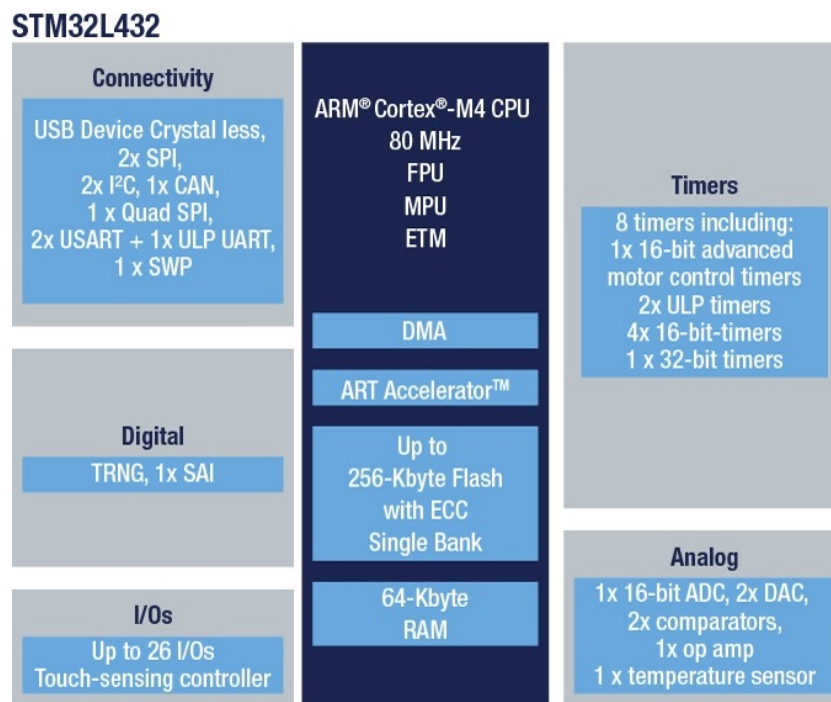 STM32L432
Connectivity
USB Device Crystal less,
2x SPI,
2x I²C, 1x CAN,
1 x Quad SPI,
2x USART + 1x ULP UART,
1 x SWP
Digital
TRNG, 1x SAI
I/Os
Up to 26 I/Os
Touch-sensing controller
ARM® Cortex®-M4 CPU
80 MHz
FPU
MPU
ETM
DMA
ART Accelerator™
Up to
256-Kbyte Flash
with ECC
Single Bank
64-Kbyte
RAM
Timers
8 timers including:
1x 16-bit advanced
motor control timers
2x ULP timers
4x 16-bit-timers
1 x 32-bit timers
Analog
1x 16-bit ADC, 2x DAC,
2x comparators,
1x op amp
1 x temperature sensor